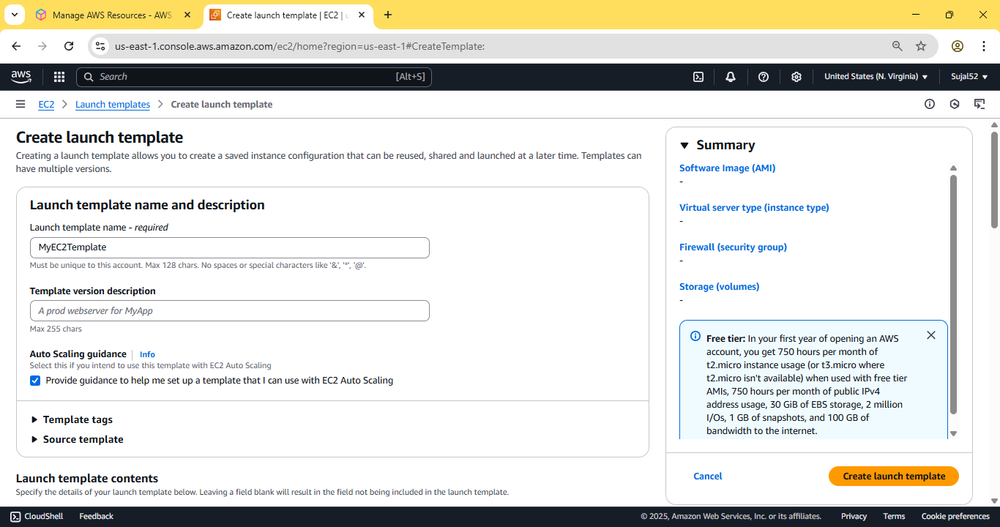 Manage AWS Resources - AWS
Create launch template | EC2 | u
us-east-1.console.aws.amazon.com/ec2/home?region=us-east-1#CreateTemplate:
aws
Search
[Alt+S]
United States (N. Virginia)
Sujal52
EC2
Launch templates
Create launch template
Create launch template
Creating a launch template allows you to create a saved instance configuration that can be reused, shared and launched at a later time. Templates can
have multiple versions.
Launch template name and description
Launch template name - required
MyEC2Template
Must be unique to this account. Max 128 chars. No spaces or special characters like '&', '*', '@'.
Template version description
A prod webserver for MyApp
Max 255 chars
Auto Scaling guidance
Info
Select this if you intend to use this template with EC2 Auto Scaling
Provide guidance to help me set up a template that I can use with EC2 Auto Scaling
Template tags
Source template
Launch template contents
Specify the details of your launch template below. Leaving a field blank will result in the field not being included in the launch template.
Summary
Software Image (AMI)
-
Virtual server type (instance type)
-
Firewall (security group)
-
Storage (volumes)
-
Free tier: In your first year of opening an AWS
account, you get 750 hours per month of
t2.micro instance usage (or t3.micro where
t2.micro isn't available) when used with free tier
AMIs, 750 hours per month of public IPv4
address usage, 30 GiB of EBS storage, 2 million
I/Os, 1 GB of snapshots, and 100 GB of
bandwidth to the internet.
Cancel
Create launch template
CloudShell
Feedback
© 2025, Amazon Web Services, Inc. or its affiliates.
Privacy
Terms
Cookie preferences